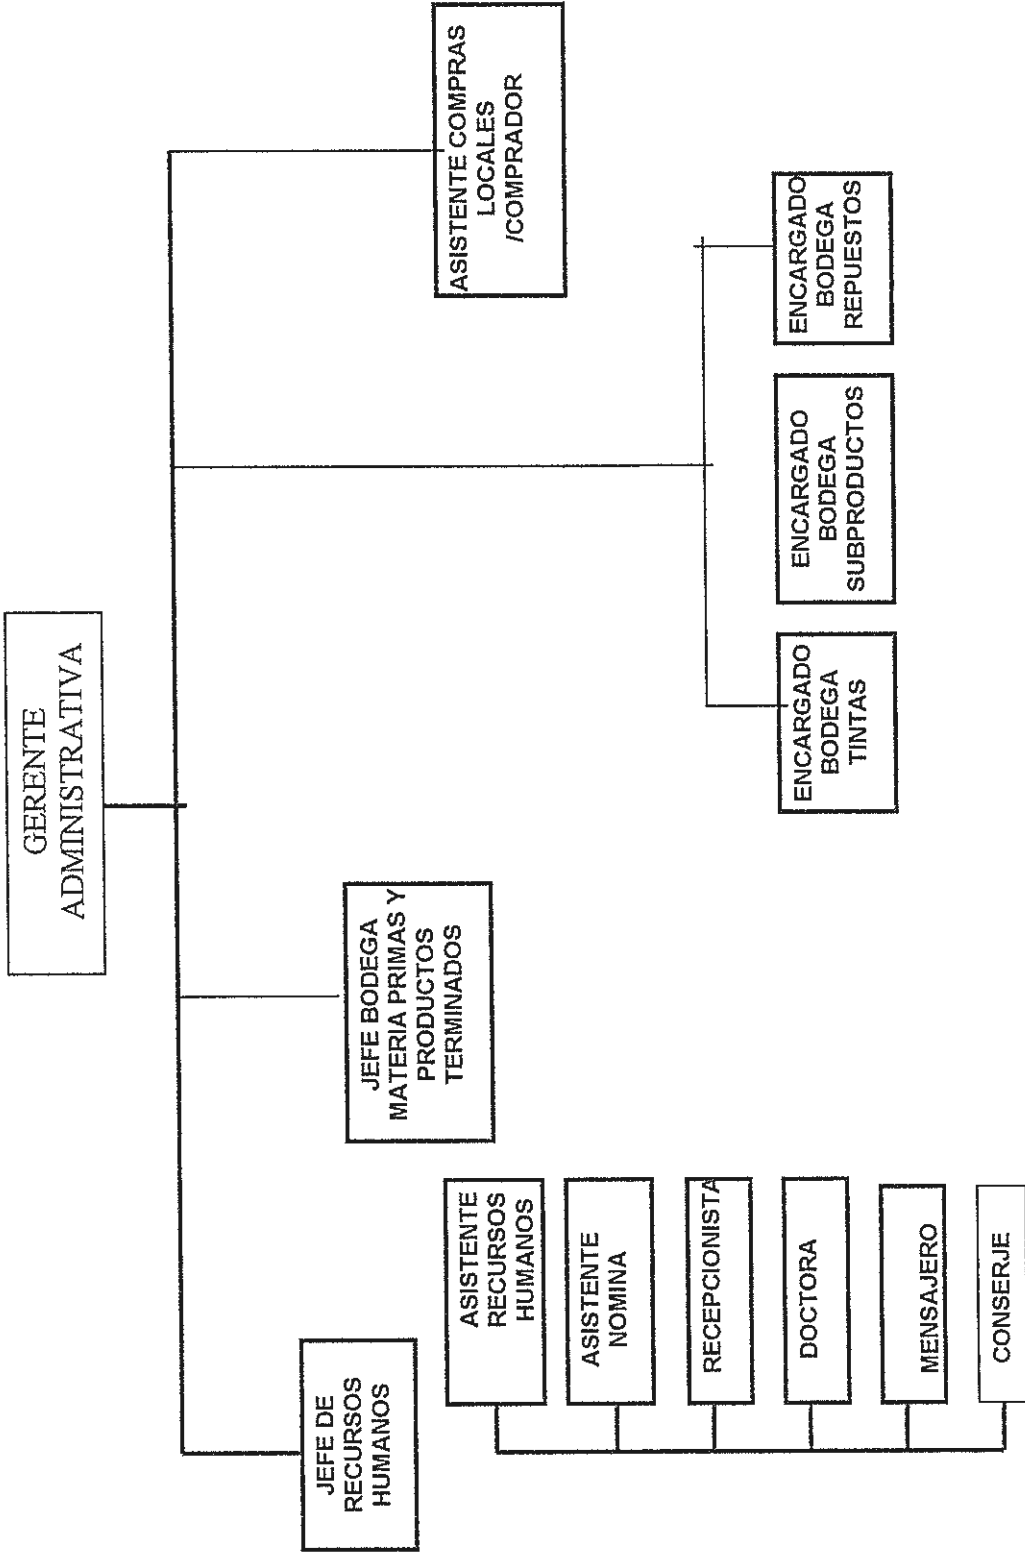 GERENTE
ADMINISTRATIVA
JEFE DE
RECURSOS
HUMANOS
JEFE BODEGA
MATERIA PRIMAS Y
PRODUCTOS
TERMINADOS
ASISTENTE COMPRAS
LOCALES
/COMPRADOR
ASISTENTE
RECURSOS
HUMANOS
ASISTENTE
NOMINA
RECEPCIONISTA
DOCTORA
MENSAJERO
CONSERJE
ENCARGADO
BODEGA
TINTAS
ENCARGADO
BODEGA
SUBPRODUCTOS
ENCARGADO
BODEGA
REPUESTOS